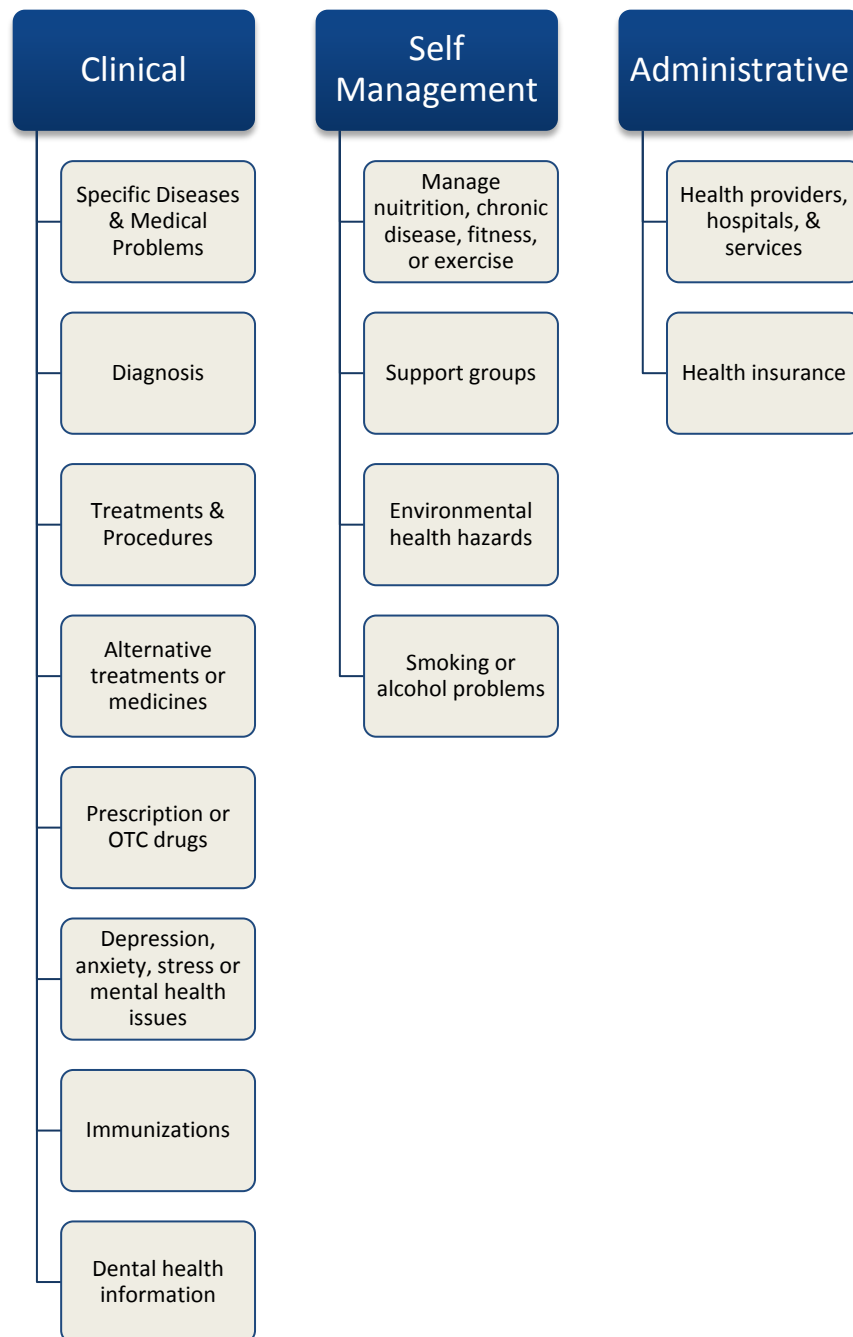 Clinical
Specific Diseases
& Medical
Problems
Diagnosis
Treatments &
Procedures
Alternative
treatments or
medicines
Prescription or
OTC drugs
Depression,
anxiety, stress or
mental health
issues
Immunizations
Dental health
information
Self
Management
Manage
nuitrition, chronic
disease, fitness,
or exercise
Support groups
Environmental
health hazards
Smoking or
alcohol problems
Administrative
Health providers,
hospitals, &
services
Health insurance